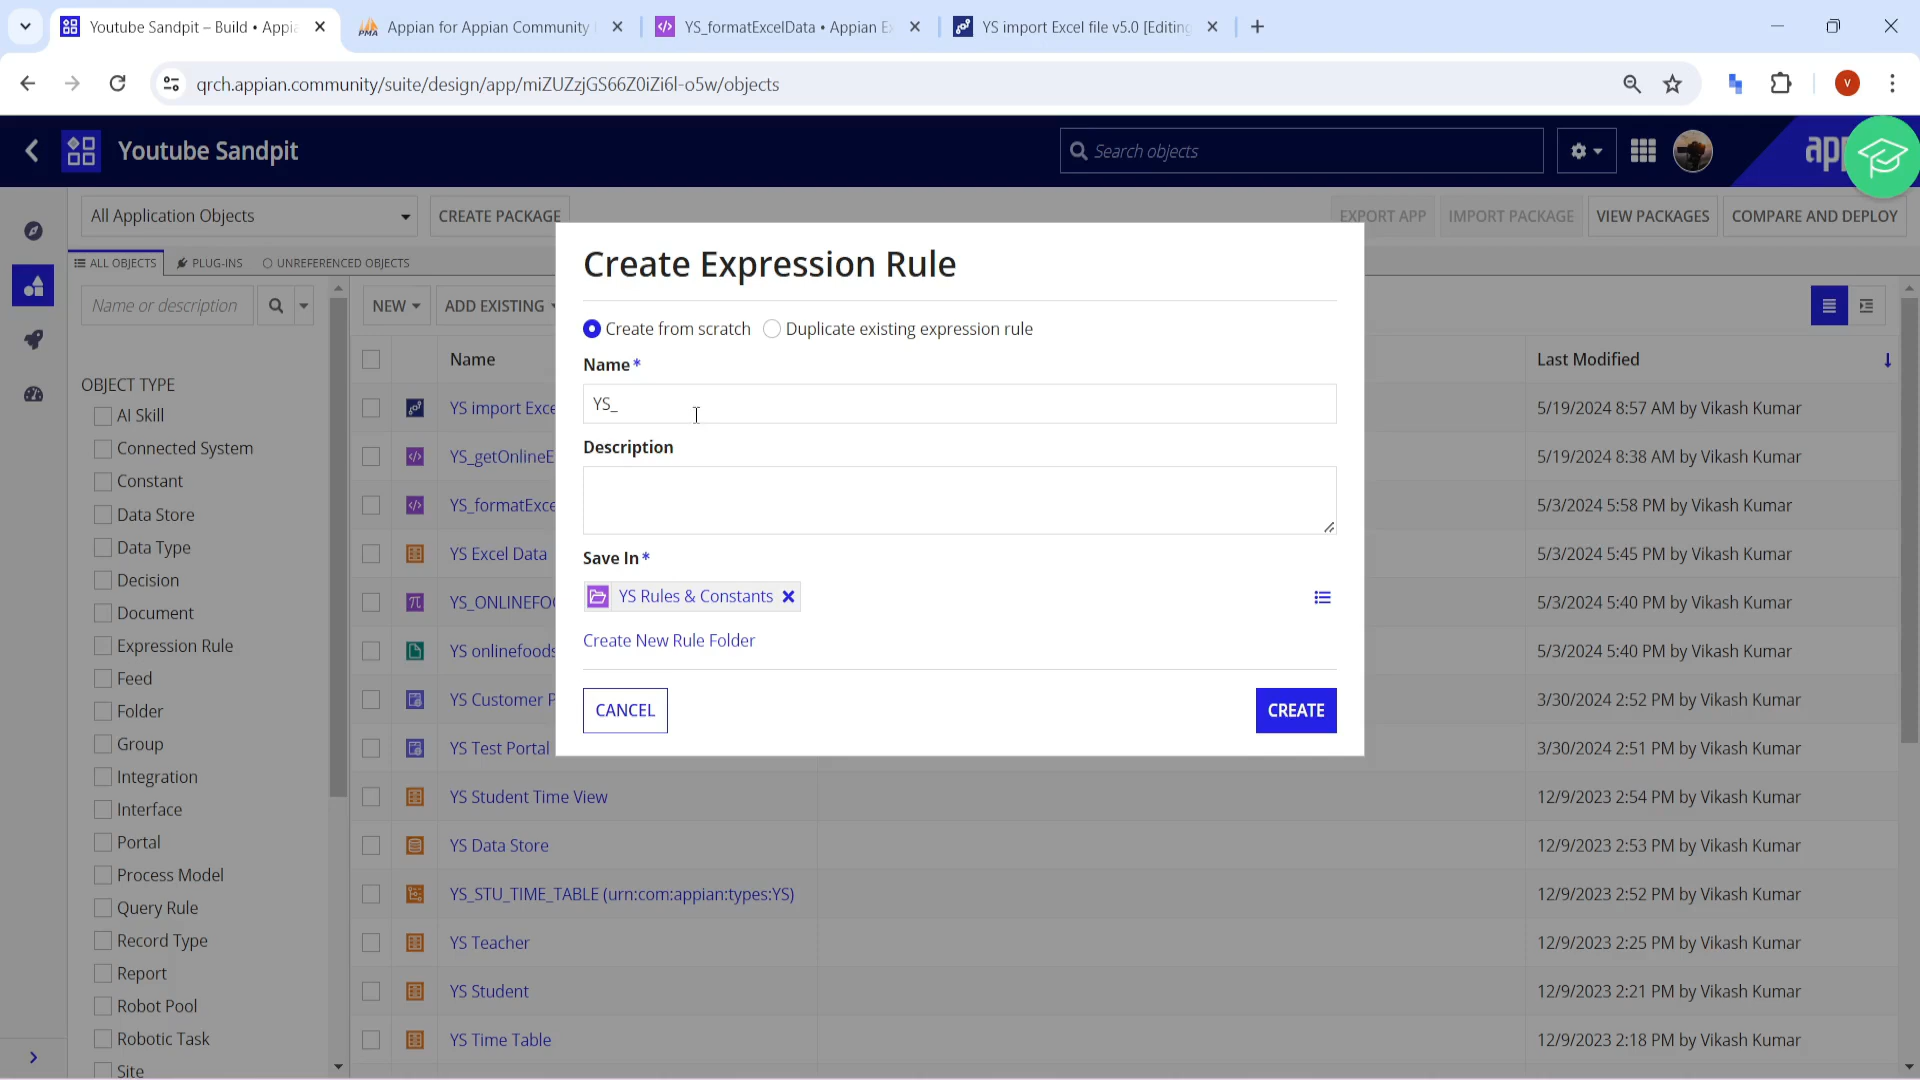 Youtube Sandpit – Build • Appia
Appian for Appian Community
YS_formatExcelData • Appian Ex
YS import Excel file v5.0 [Editing
qrch.appian.community/suite/design/app/miZUZzjGS66Z0iZi6l-o5w/objects
V
Youtube Sandpit
Search objects
app
All Application Objects
CREATE PACKAGE
EXPORT APP
IMPORT PACKAGE
VIEW PACKAGES
COMPARE AND DEPLOY
ALL OBJECTS
PLUG-INS
UNREFERENCED OBJECTS
Name or description
NEW
ADD EXISTING
OBJECT TYPE
AI Skill
Connected System
Constant
Data Store
Data Type
Decision
Document
Expression Rule
Feed
Folder
Group
Integration
Interface
Portal
Process Model
Query Rule
Record Type
Report
Robot Pool
Robotic Task
Site
Name
Last Modified
YS import Exce
5/19/2024 8:57 AM by Vikash Kumar
YS_getOnlineE
5/19/2024 8:38 AM by Vikash Kumar
YS_formatExce
5/3/2024 5:58 PM by Vikash Kumar
YS Excel Data
5/3/2024 5:45 PM by Vikash Kumar
YS_ONLINEFO
5/3/2024 5:40 PM by Vikash Kumar
YS onlinefoods
5/3/2024 5:40 PM by Vikash Kumar
YS Customer P
3/30/2024 2:52 PM by Vikash Kumar
YS Test Portal
3/30/2024 2:51 PM by Vikash Kumar
YS Student Time View
12/9/2023 2:54 PM by Vikash Kumar
YS Data Store
12/9/2023 2:53 PM by Vikash Kumar
YS_STU_TIME_TABLE (urn:com:appian:types:YS)
12/9/2023 2:52 PM by Vikash Kumar
YS Teacher
12/9/2023 2:25 PM by Vikash Kumar
YS Student
12/9/2023 2:21 PM by Vikash Kumar
YS Time Table
12/9/2023 2:18 PM by Vikash Kumar
Create Expression Rule
Create from scratch
Duplicate existing expression rule
Name*
YS_
Description
Save In*
YS Rules & Constants
Create New Rule Folder
CANCEL
CREATE